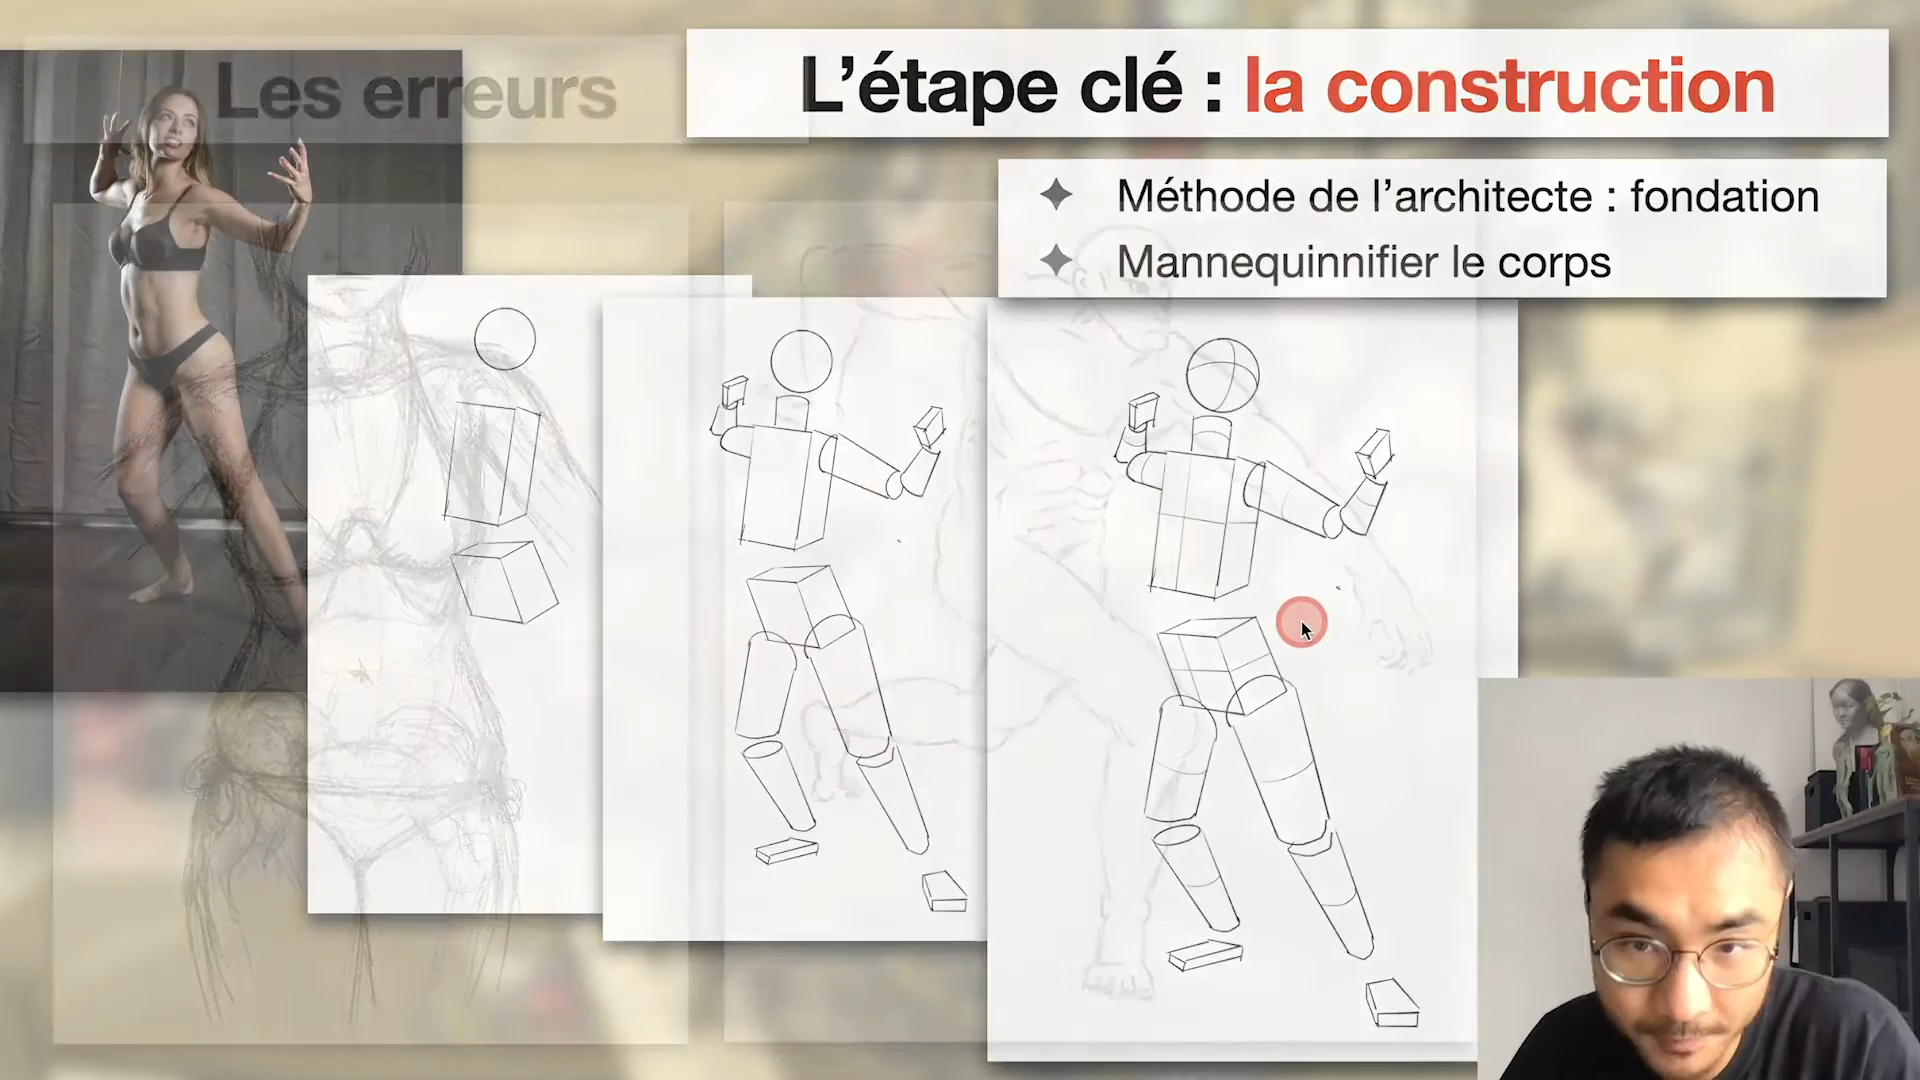 Les erreurs
L’étape clé : la construction
Méthode de l’architecte : fondation
Mannequinnifier le corps